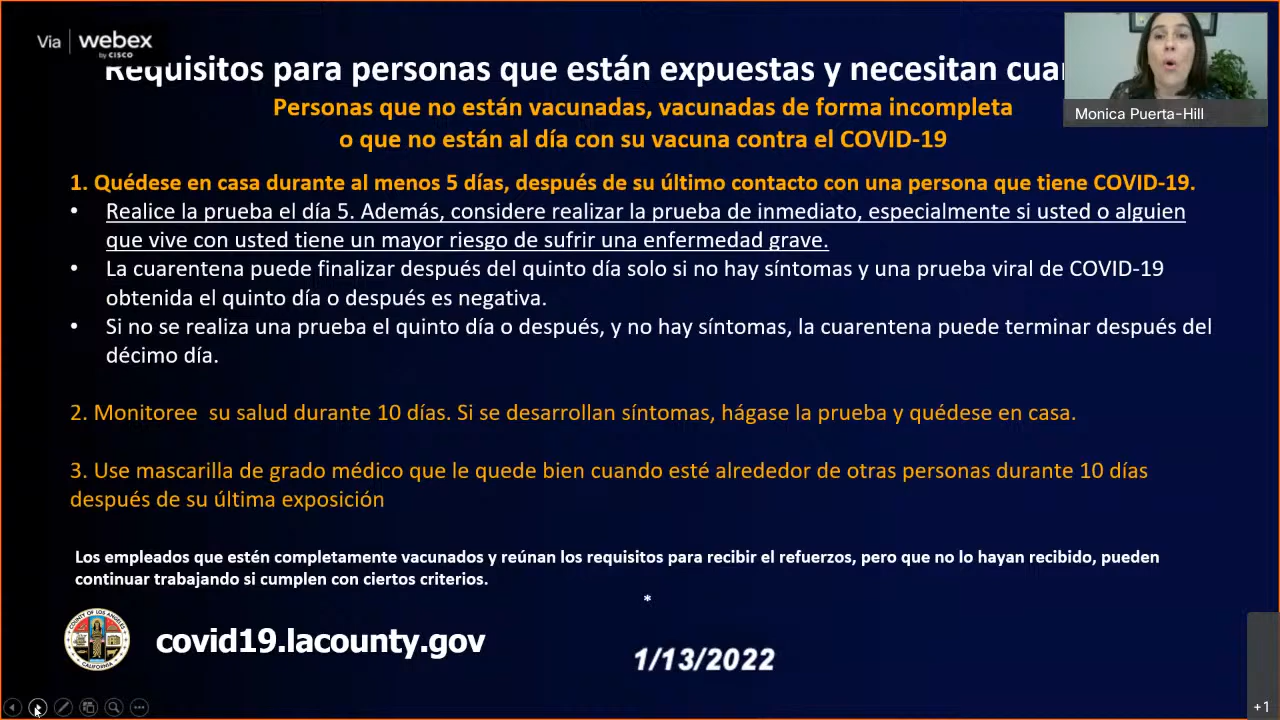 Via webex
by CISCO
Requisitos para personas que están expuestas y necesitan
Monica Puerta-Hill
Personas que no están vacunadas, vacunadas de forma incompleta
o que no están al día con su vacuna contra el COVID-19
1. Quédese en casa durante al menos 5 días, después de su último contacto con una persona que tiene COVID-19.
• Realice la prueba el día 5. Además, considere realizar la prueba de inmediato, especialmente si usted o alguien
que vive con usted tiene un mayor riesgo de sufrir una enfermedad grave.
• La cuarentena puede finalizar después del quinto día solo si no hay síntomas y una prueba viral de COVID-19
obtenida el quinto día o después es negativa.
• Si no se realiza una prueba el quinto día o después, y no hay síntomas, la cuarentena puede terminar después del
décimo día.
2. Monitoree su salud durante 10 días. Si se desarrollan síntomas, hágase la prueba y quédese en casa.
3. Use mascarilla de grado médico que le quede bien cuando esté alrededor de otras personas durante 10 días
después de su última exposición
Los empleados que estén completamente vacunados y reúnan los requisitos para recibir el refuerzos, pero que no lo hayan recibido, pueden
continuar trabajando si cumplen con ciertos criterios.
*
COUNTY OF LOS ANGELES
CALIFORNIA
covid19.lacounty.gov
1/13/2022
+1